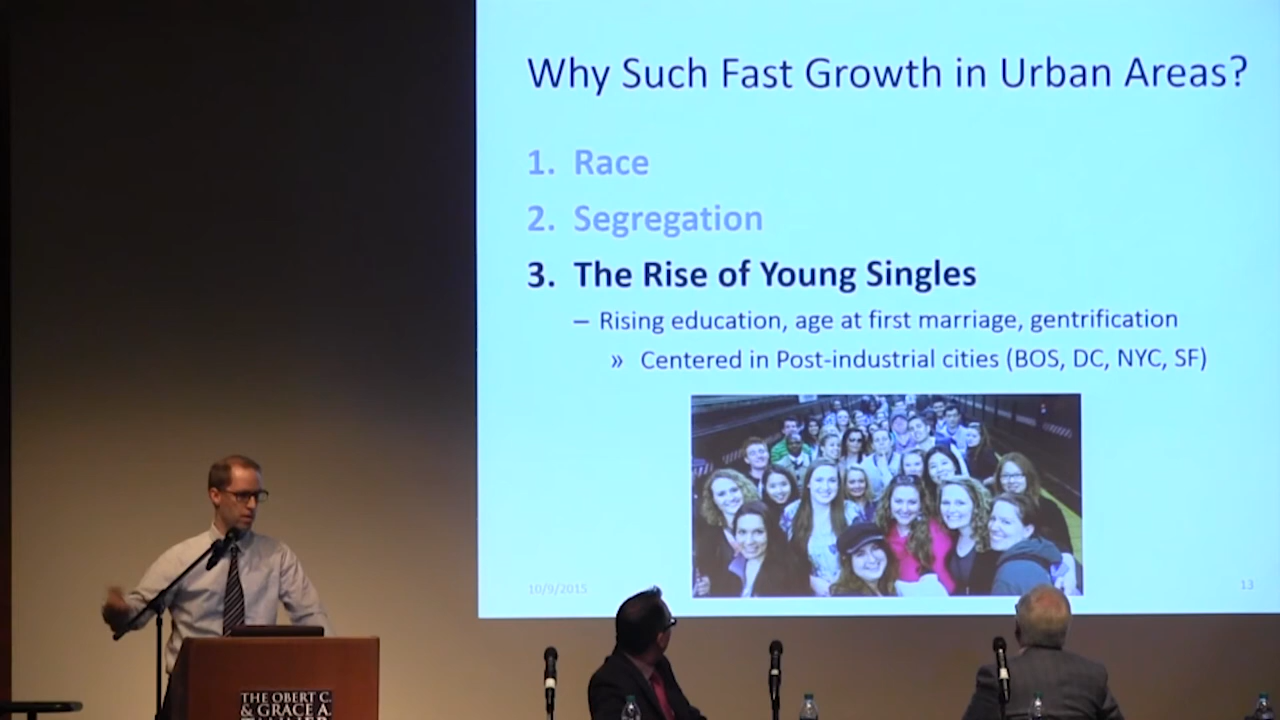 Why Such Fast Growth in Urban Areas?
1. Race
2. Segregation
3. The Rise of Young Singles
– Rising education, age at first marriage, gentrification
» Centered in Post-industrial cities (BOS, DC, NYC, SF)
10/9/2015
13
THE OBERT C.
& GRACE A.